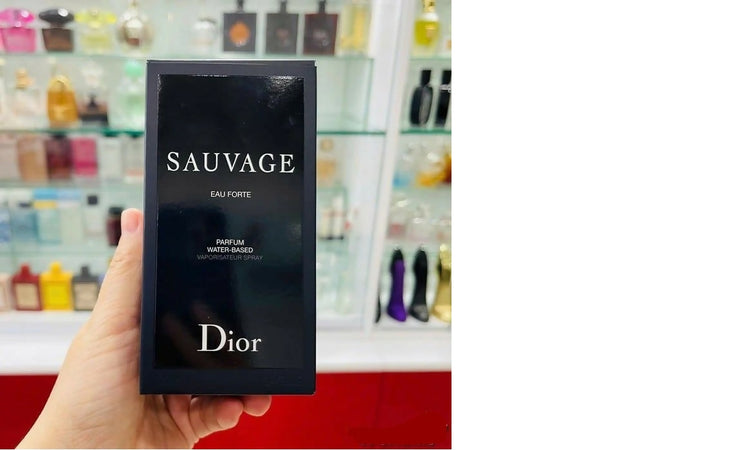 SAUVAGE
EAU FORTE
PARFUM
WATER-BASED
VAPORISATEUR SPRAY
Dior